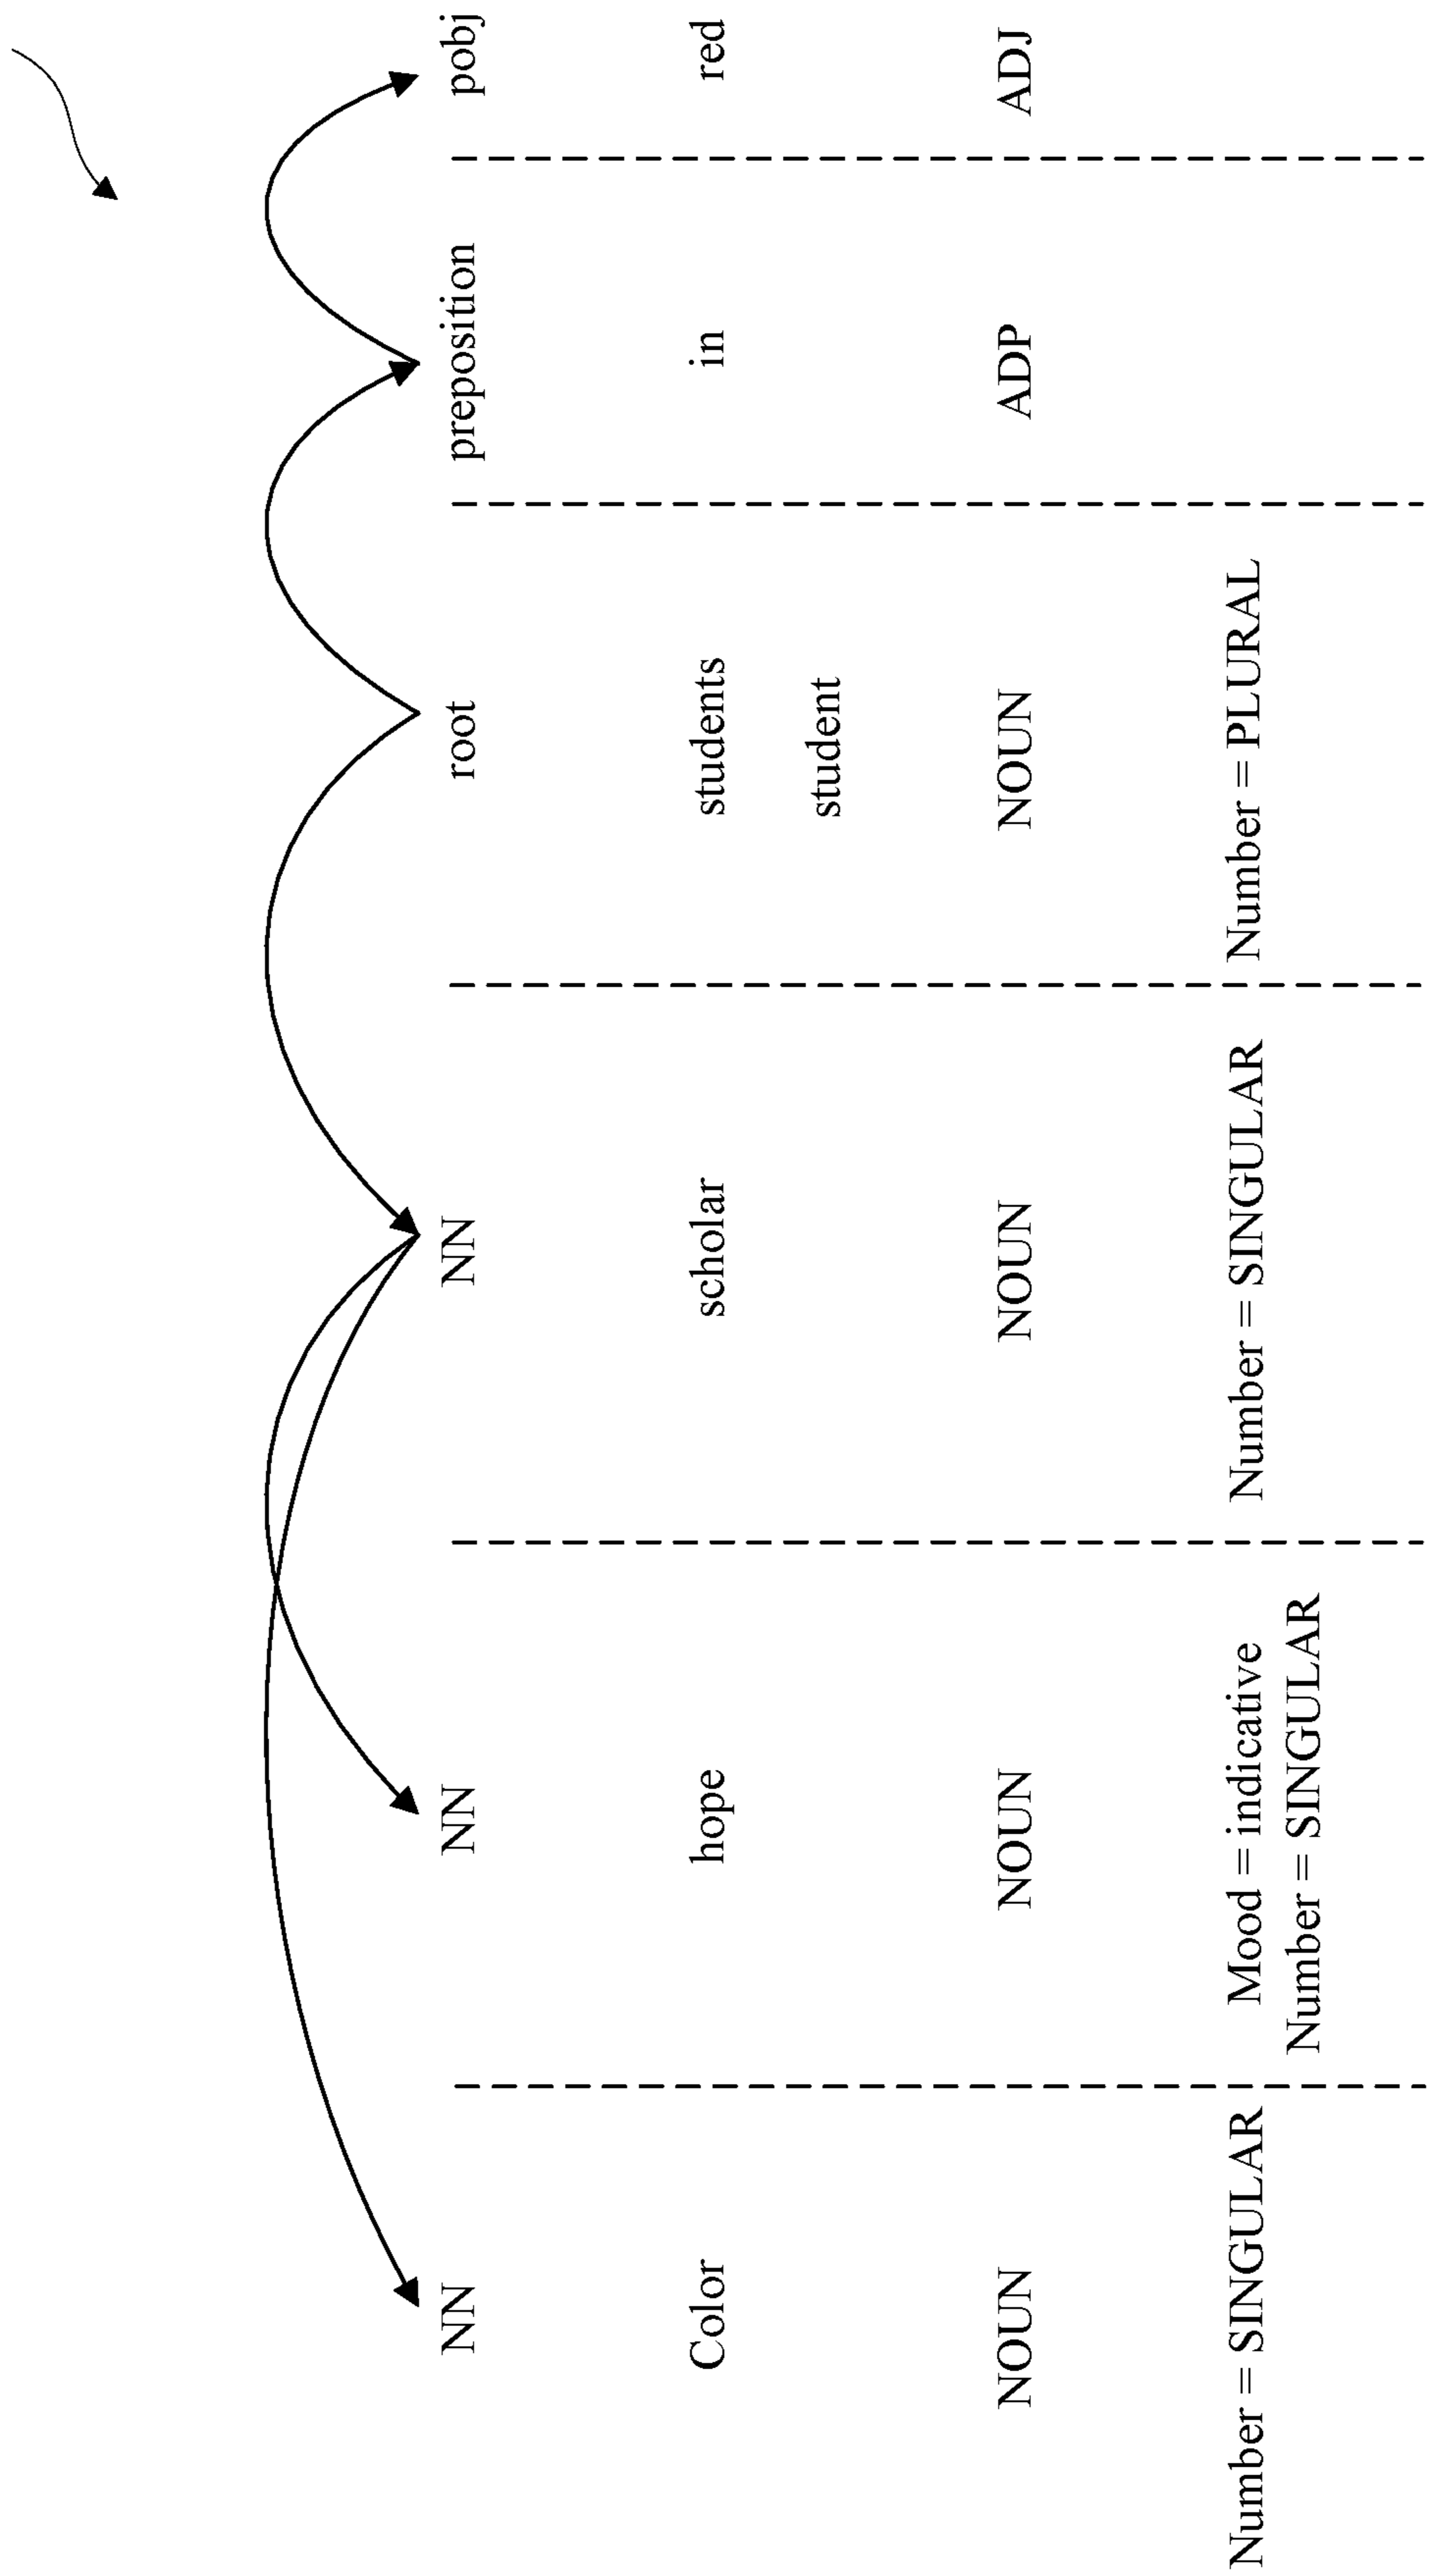 NN NN NN root preposition pobj
Color hope scholar students in red
student
NOUN NOUN NOUN NOUN ADP ADJ
Number = SINGULAR Mood = indicative Number = SINGULAR Number = PLURAL
Number = SINGULAR